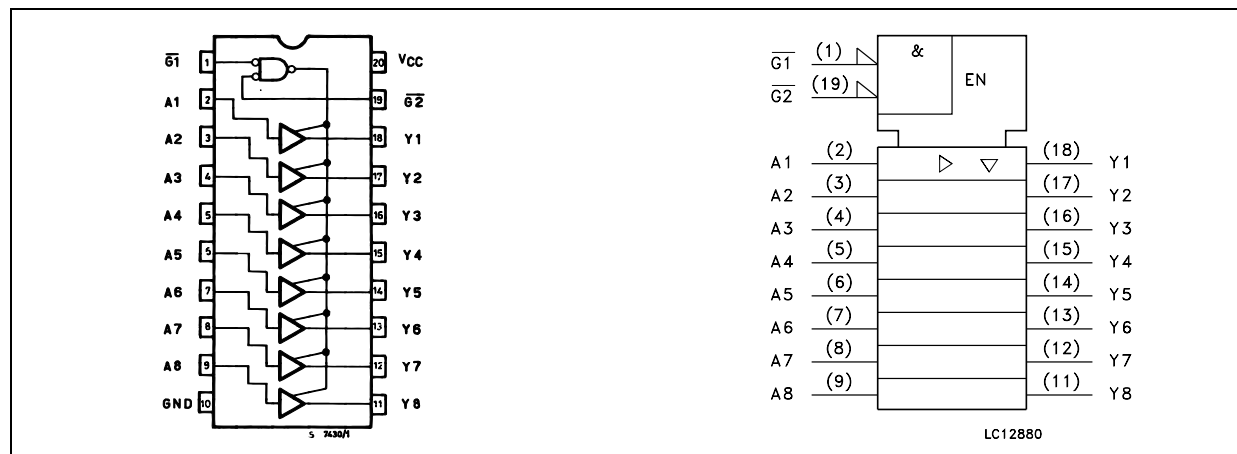 G1 1 20 VCC
A1 2 19 G2
A2 3 18 Y1
A3 4 17 Y2
A4 5 16 Y3
A5 6 15 Y4
A6 7 14 Y5
A7 8 13 Y6
A8 9 12 Y7
GND 10 11 Y8
S 7430/1
&
G1 (1)
EN
G2 (19)
A1 (2) (18) Y1
A2 (3) (17) Y2
A3 (4) (16) Y3
A4 (5) (15) Y4
A5 (6) (14) Y5
A6 (7) (13) Y6
A7 (8) (12) Y7
A8 (9) (11) Y8
LC12880